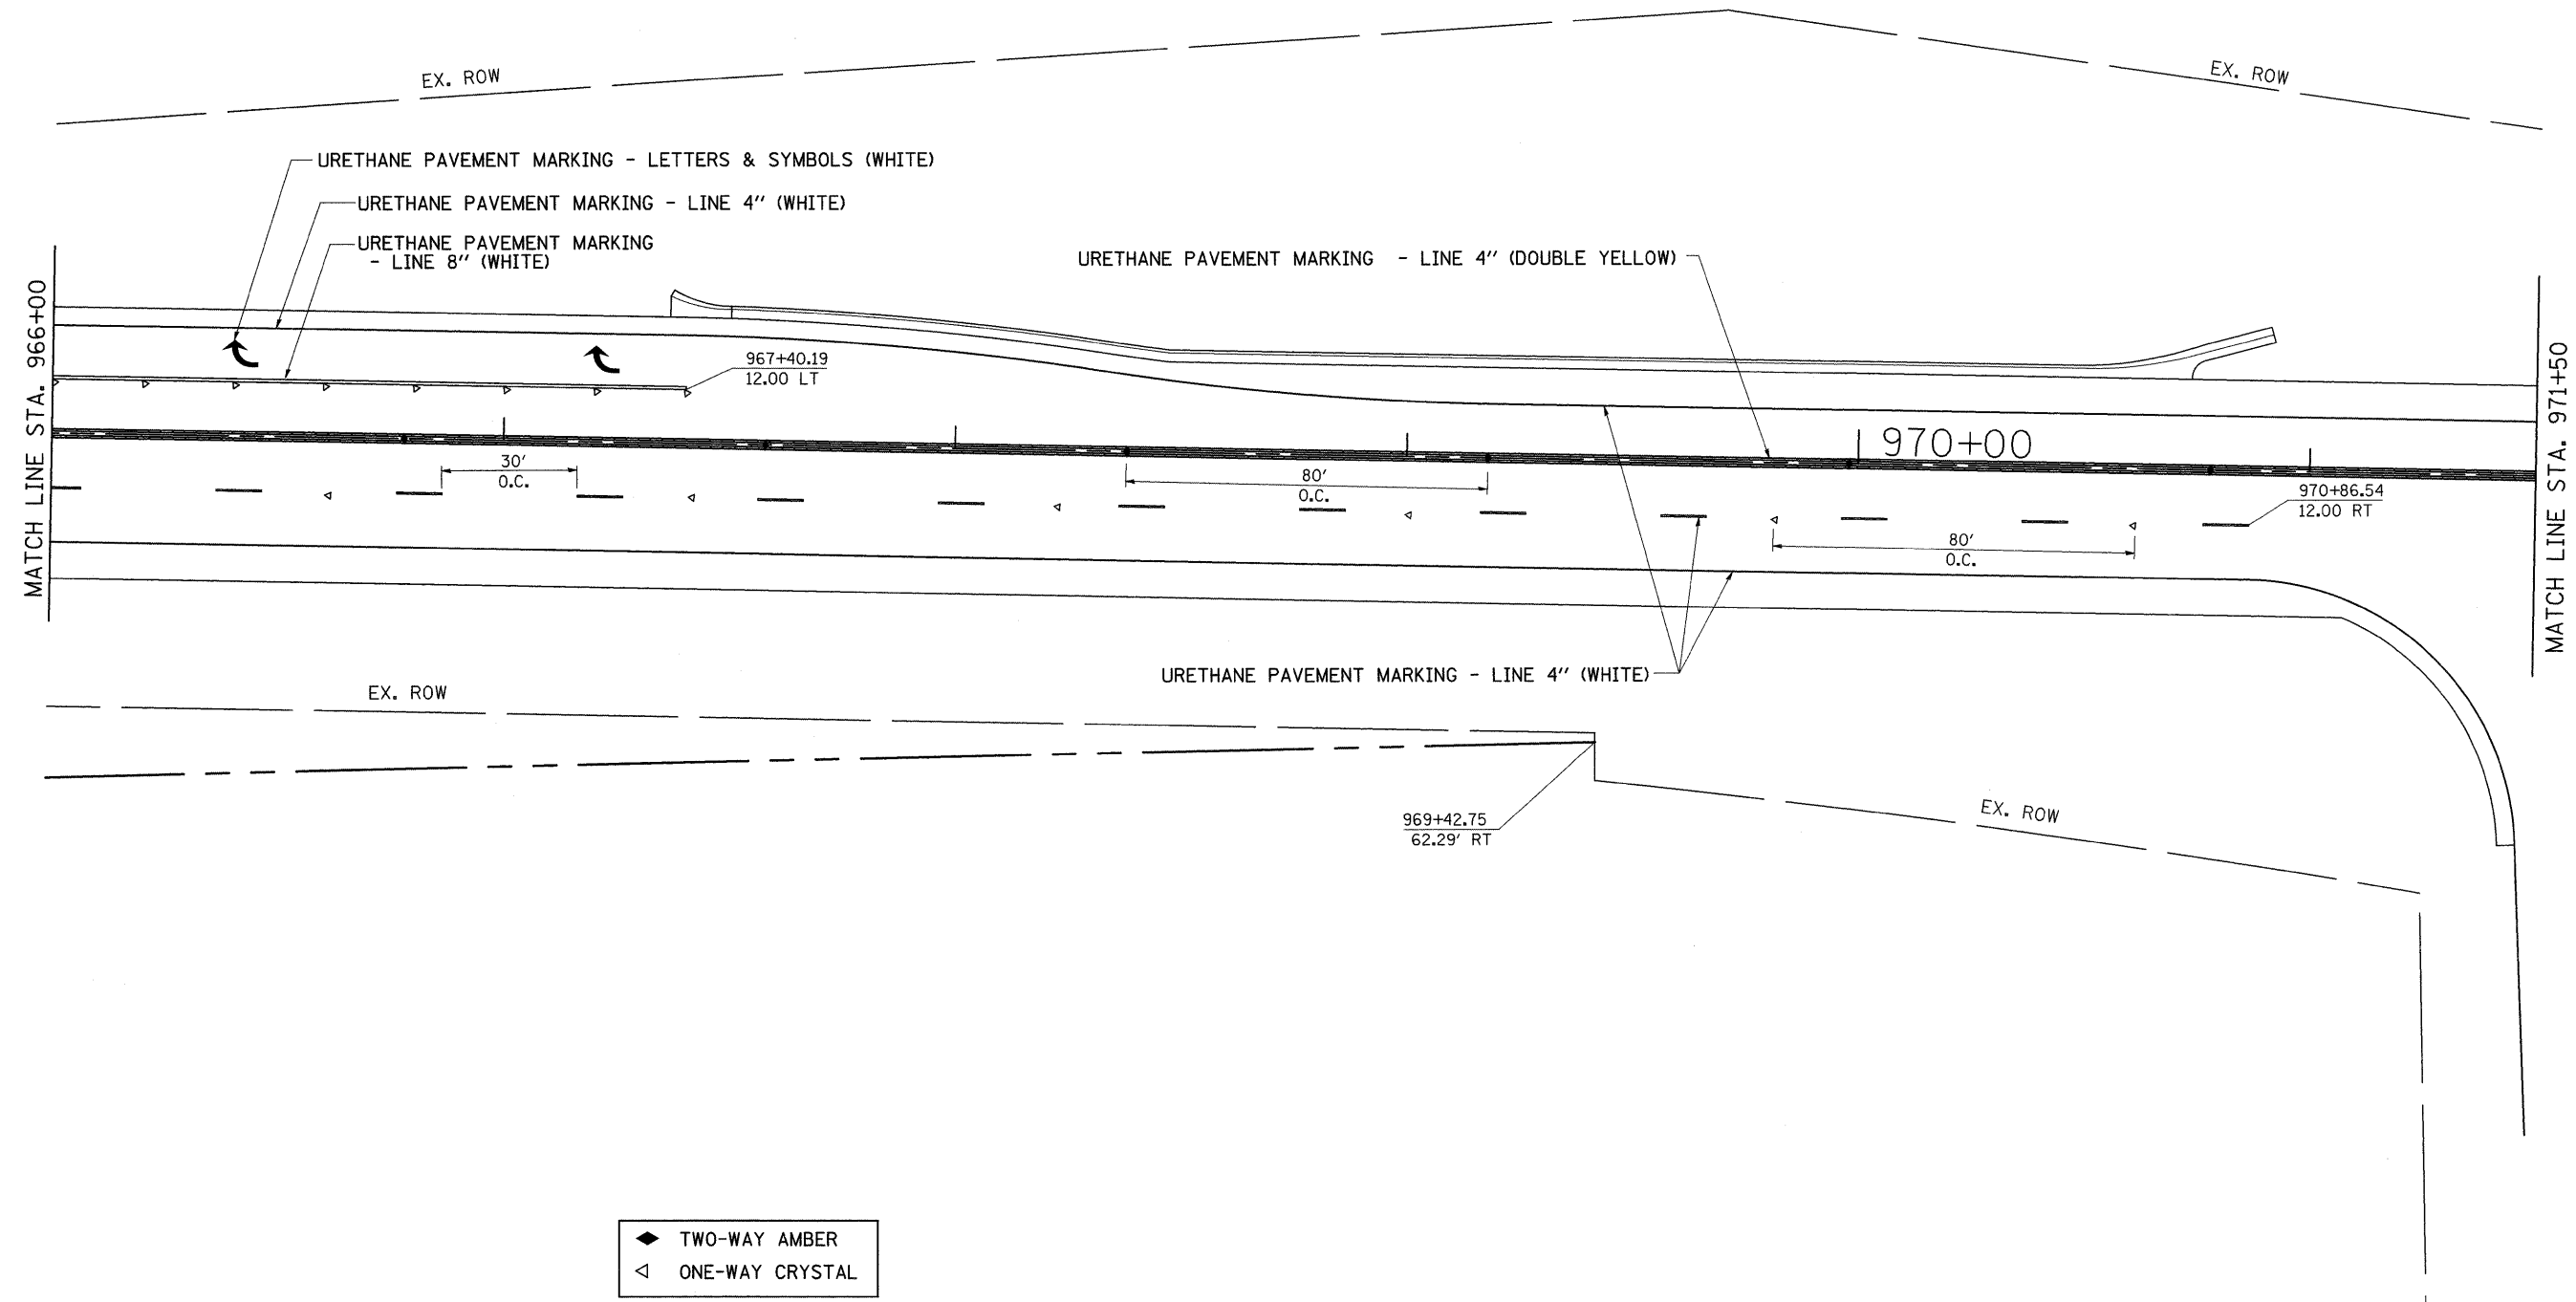 EX. ROW
EX. ROW
URETHANE PAVEMENT MARKING - LETTERS & SYMBOLS (WHITE)
URETHANE PAVEMENT MARKING - LINE 4" (WHITE)
URETHANE PAVEMENT MARKING
- LINE 8" (WHITE)
URETHANE PAVEMENT MARKING - LINE 4" (DOUBLE YELLOW)
MATCH LINE STA. 966+00
967+40.19
12.00 LT
970+00
MATCH LINE STA. 971+50
30'
O.C.
80'
O.C.
970+86.54
12.00 RT
80'
O.C.
URETHANE PAVEMENT MARKING - LINE 4" (WHITE)
EX. ROW
969+42.75
62.29' RT
EX. ROW
TWO-WAY AMBER
ONE-WAY CRYSTAL